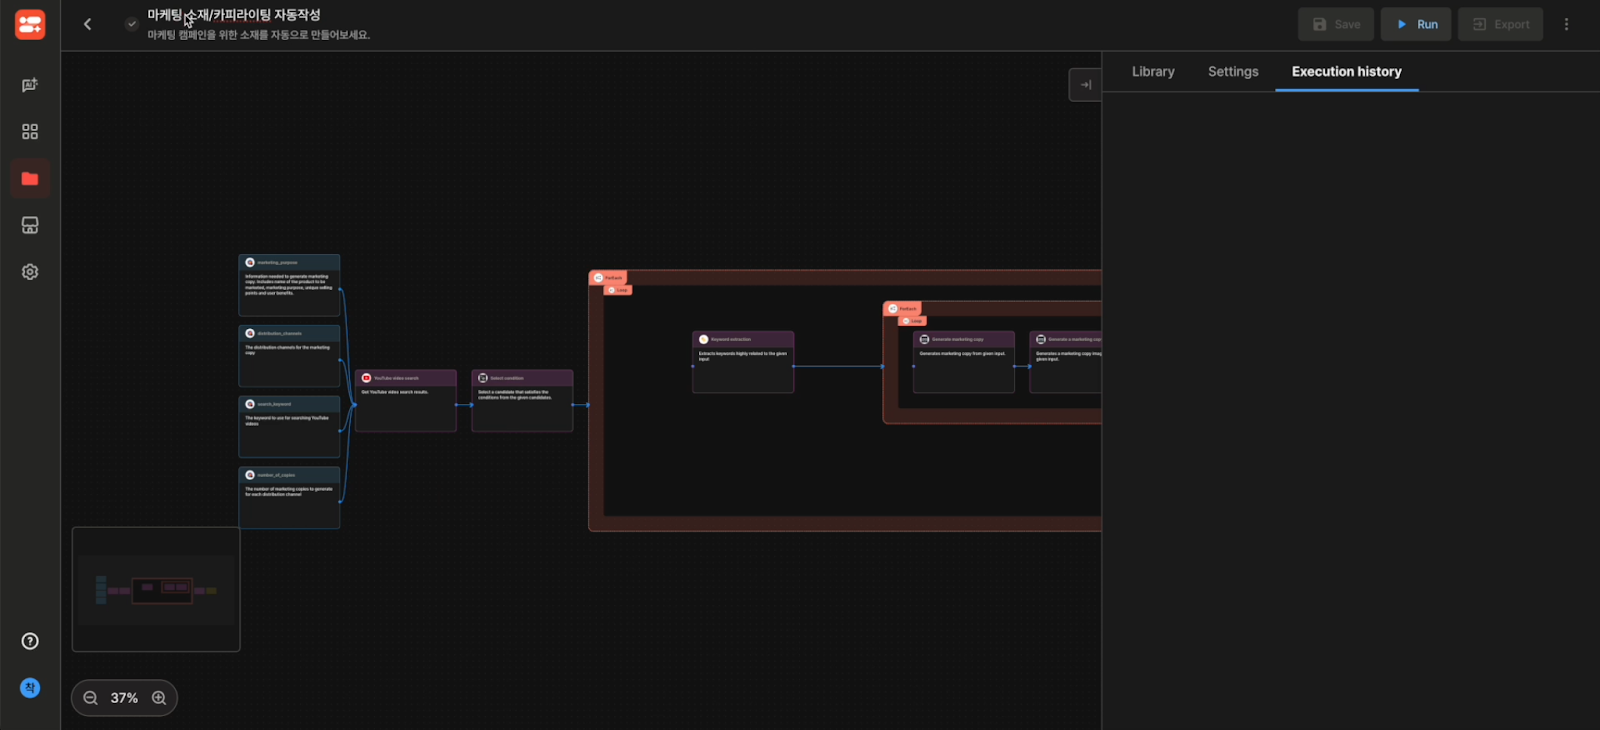 마케팅 소재/카피라이팅 자동작성
마케팅 캠페인을 위한 소재를 자동으로 만들어보세요.
Save
Run
Export
Library
Settings
Execution history
marketing_purpose
Information needed to generate marketing
copy. Includes name of the product to be
marketed, marketing purpose, unique selling
points and user benefits.
distribution_channels
The distribution channels for the marketing
copy
search_keyword
The keyword to use for searching YouTube
videos
number_of_copies
The number of marketing copies to generate
for each distribution channel
YouTube video search
Get YouTube video search results.
Select condition
Select a candidate that satisfies the
conditions from the given candidates.
ForEach
Loop
Keyword extraction
Extracts keywords highly related to the given
input
ForEach
Loop
Generate marketing copy
Generates marketing copy from given input.
Generate a marketing cop
Generates a marketing copy imag
given input.
37%
착